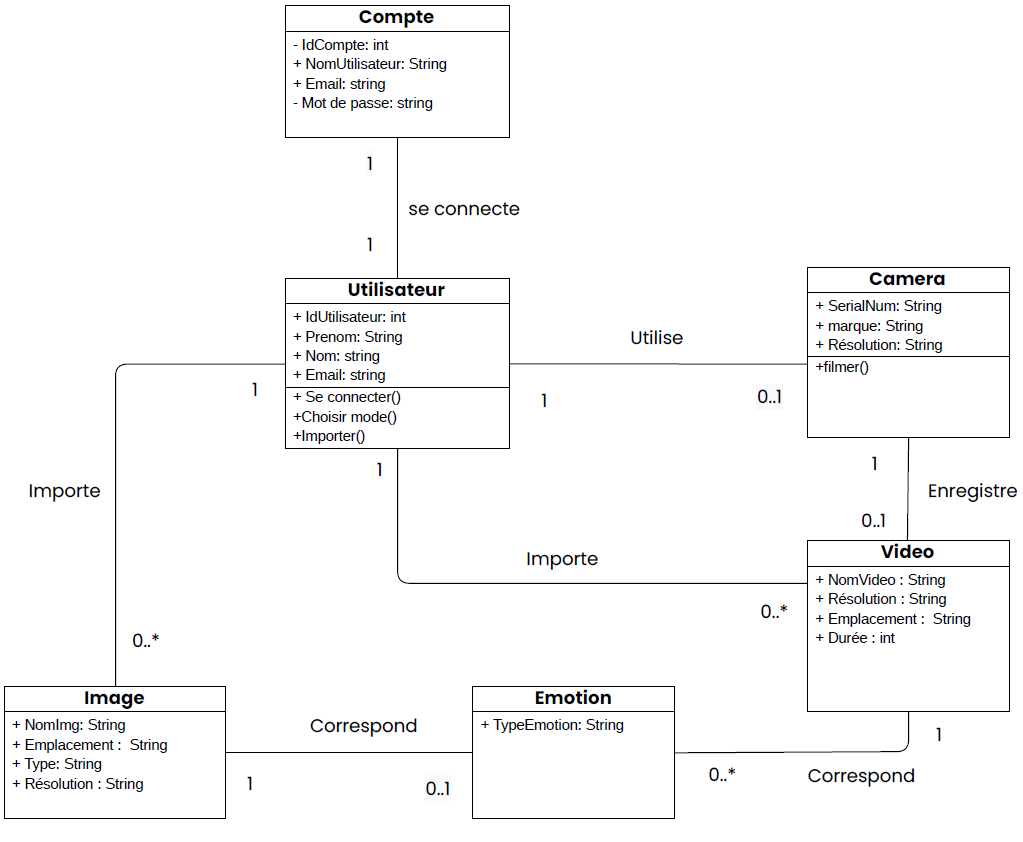 Compte
- IdCompte: int
+ NomUtilisateur: String
+ Email: string
- Mot de passe: string
1
se connecte
1
Utilisateur
+ IdUtilisateur: int
+ Prenom: String
+ Nom: string
+ Email: string
+ Se connecter()
+Choisir mode()
+Importer()
Camera
+ SerialNum: String
+ marque: String
+ Résolution: String
+filmer()
Utilise
1
0..1
1
Importe
0..*
1
Importe
0..*
1
Enregistre
0..1
Video
+ NomVideo : String
+ Résolution : String
+ Emplacement :  String
+ Durée : int
Image
+ NomImg: String
+ Emplacement :  String
+ Type: String
+ Résolution : String
Correspond
1
0..1
Emotion
+ TypeEmotion: String
1
0..*
Correspond